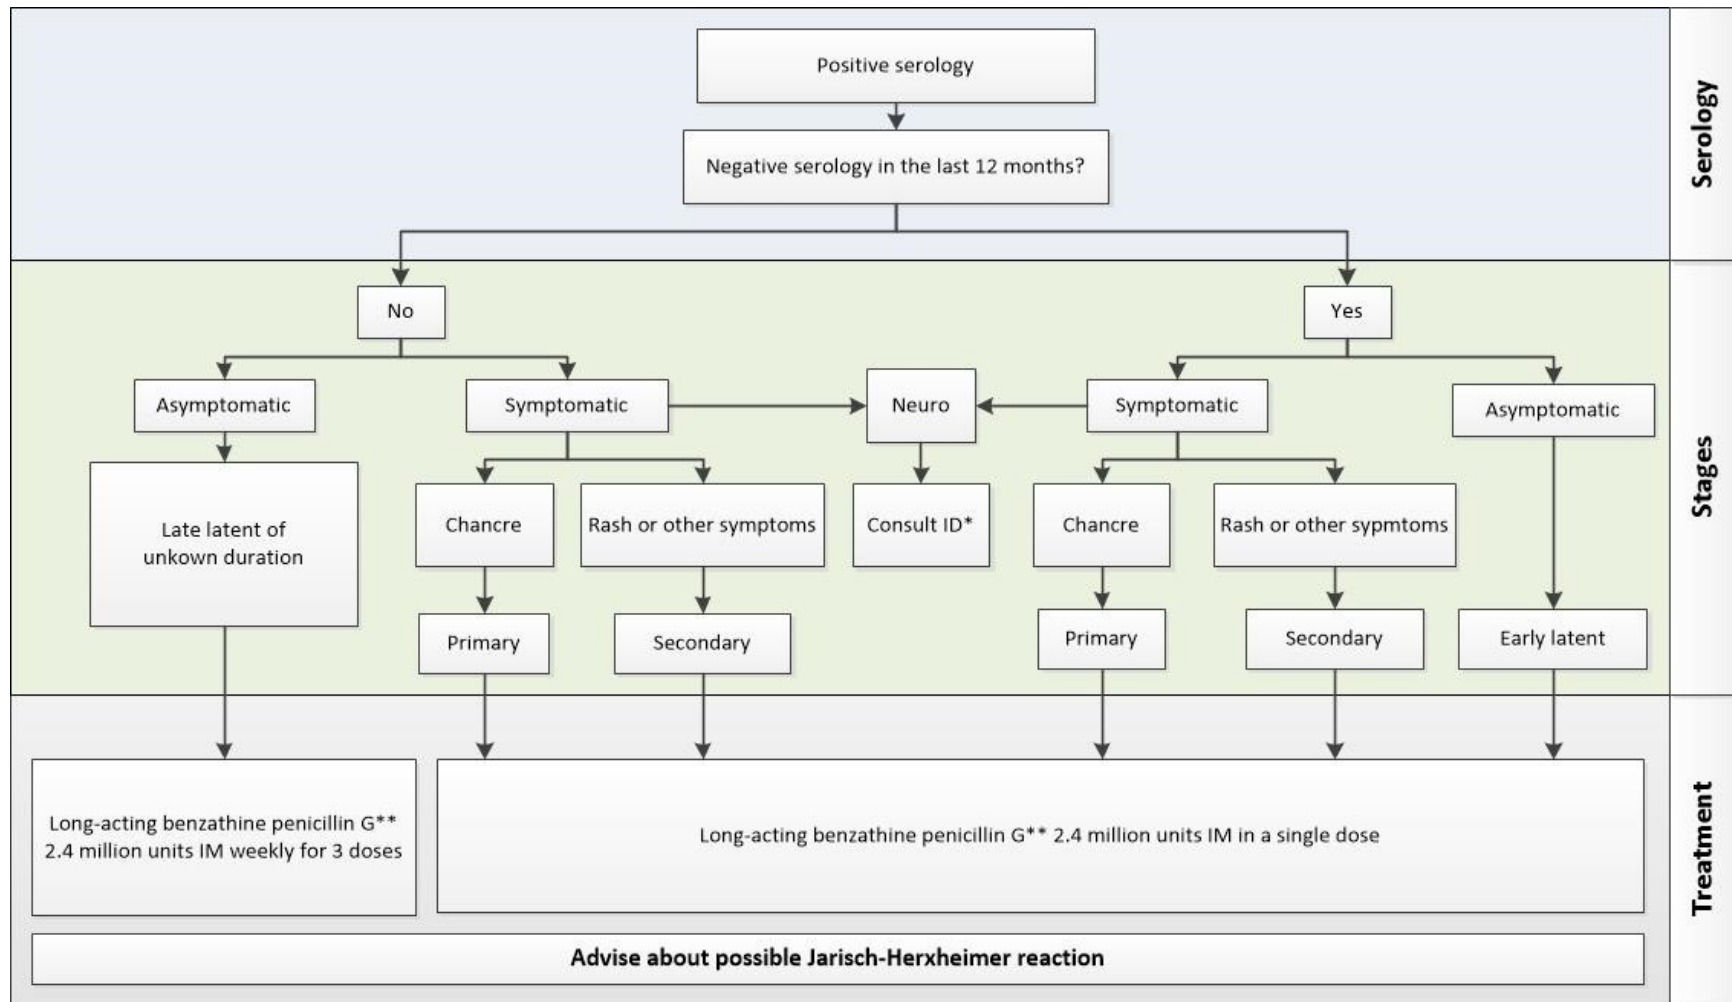 Positive serology
Negative serology in the last 12 months?
Serology
No
Yes
Asymptomatic
Symptomatic
Neuro
Symptomatic
Asymptomatic
Late latent of
unkown duration
Chancre
Rash or other symptoms
Consult ID*
Chancre
Rash or other sypmtoms
Primary
Secondary
Primary
Secondary
Early latent
Stages
Long-acting benzathine penicillin G**
2.4 million units IM weekly for 3 doses
Long-acting benzathine penicillin G** 2.4 million units IM in a single dose
Advise about possible Jarisch-Herxheimer reaction
Treatment